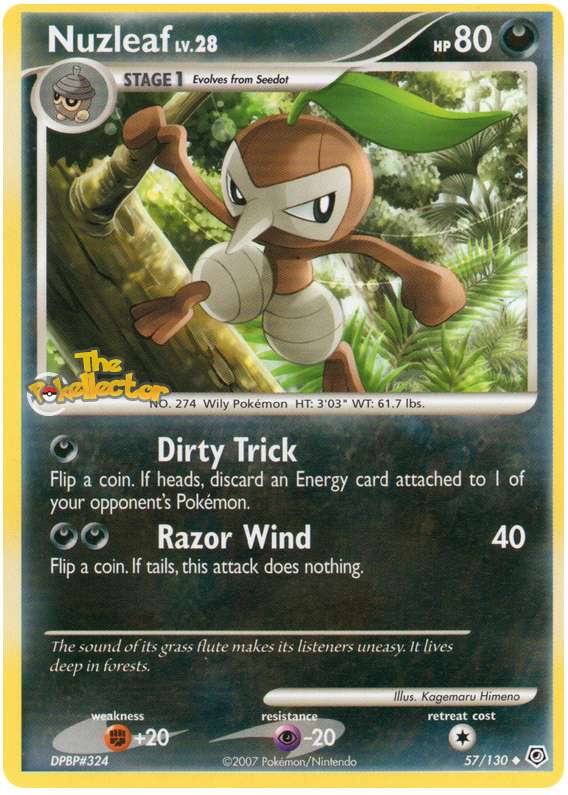 Nuzleaf LV.28 HP 80
STAGE 1 Evolves from Seedot
The
Pokellector
NO. 274 Wily Pokémon HT: 3'03" WT: 61.7 lbs.
Dirty Trick
Flip a coin. If heads, discard an Energy card attached to 1 of
your opponent's Pokémon.
Razor Wind 40
Flip a coin. If tails, this attack does nothing.
The sound of its grass flute makes its listeners uneasy. It lives
deep in forests.
Illus. Kagemaru Himeno
weakness resistance retreat cost
+20 -20
DPBP#324 ©2007 Pokémon/Nintendo 57/130